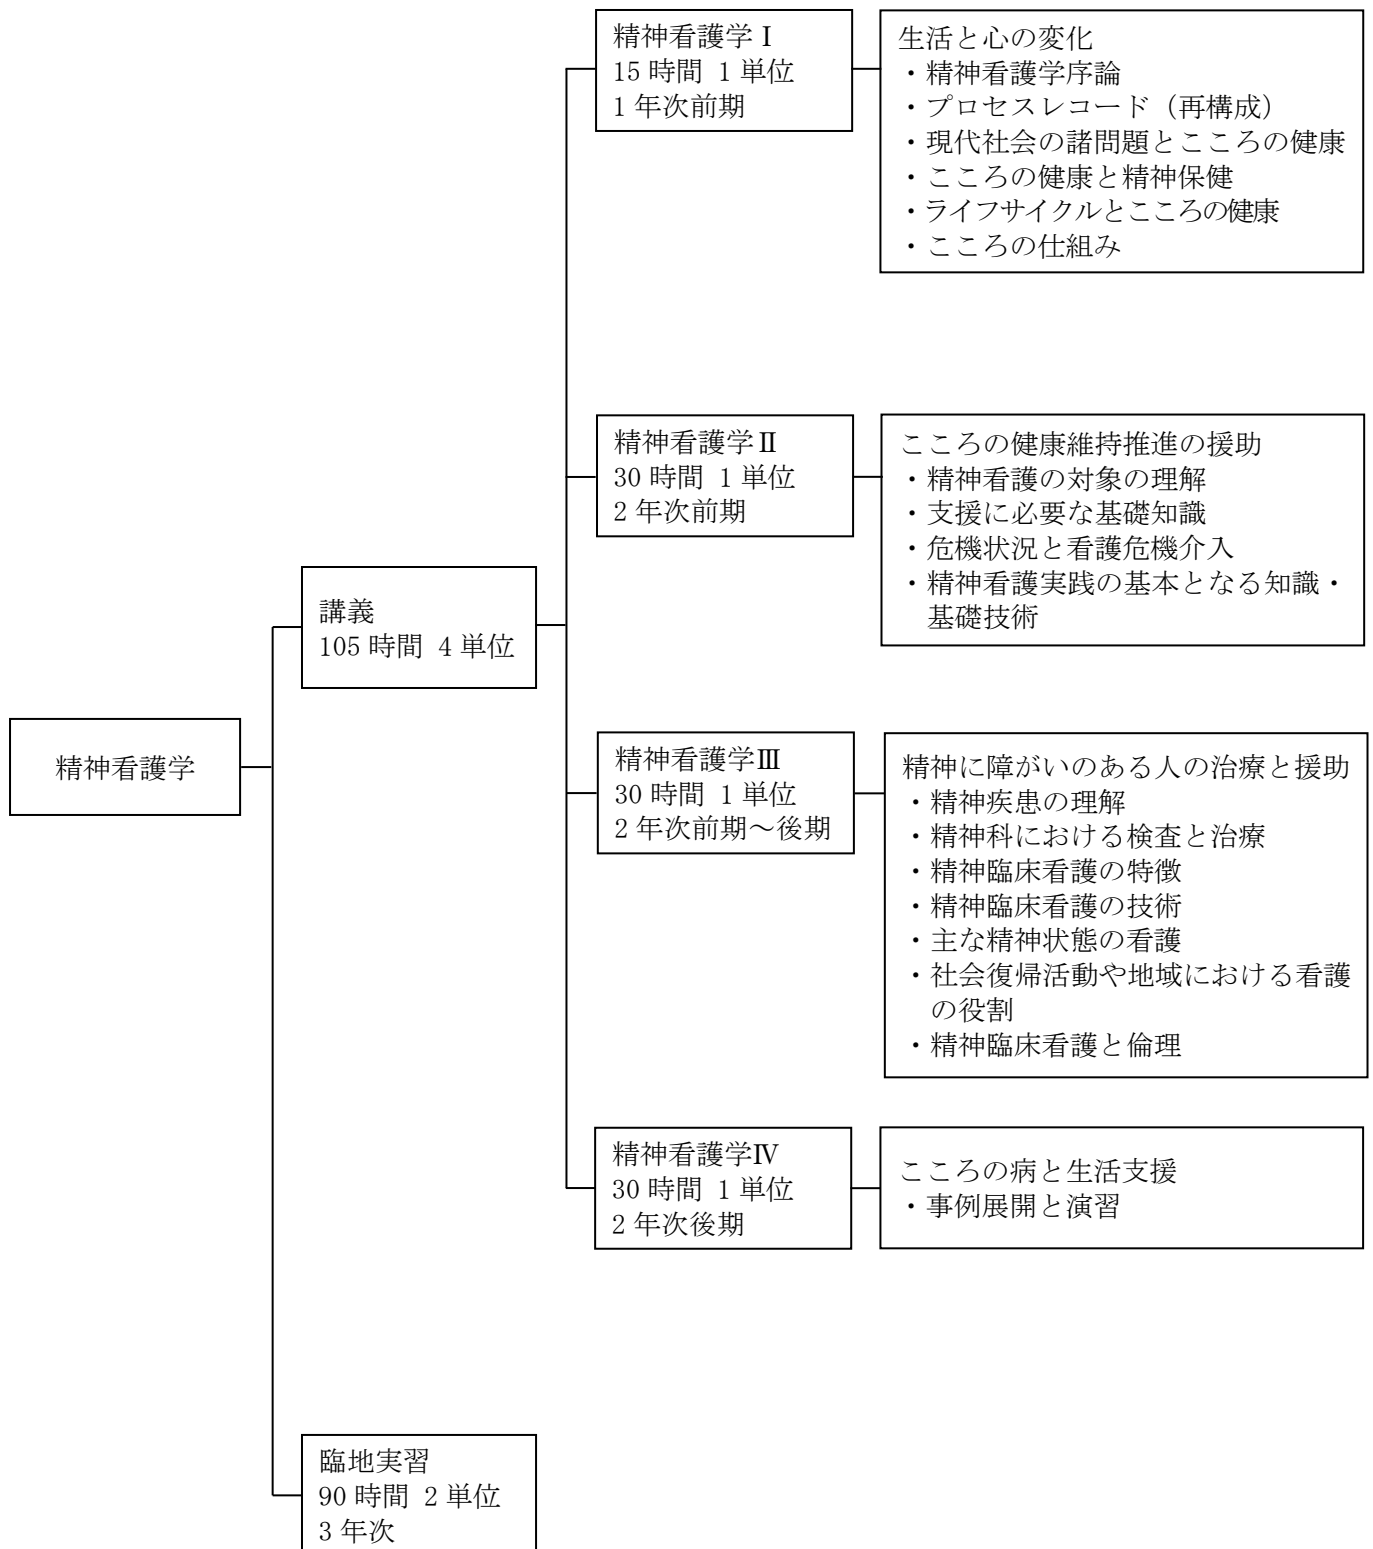 精神看護学
講義
105 時間 4 単位
精神看護学Ⅰ
15 時間 1 単位
1 年次前期
生活と心の変化
・精神看護学序論
・プロセスレコード（再構成）
・現代社会の諸問題とこころの健康
・こころの健康と精神保健
・ライフサイクルとこころの健康
・こころの仕組み
精神看護学Ⅱ
30 時間 1 単位
2 年次前期
こころの健康維持推進の援助
・精神看護の対象の理解
・支援に必要な基礎知識
・危機状況と看護危機介入
・精神看護実践の基本となる知識・
基礎技術
精神看護学Ⅲ
30 時間 1 単位
2 年次前期～後期
精神に障がいのある人の治療と援助
・精神疾患の理解
・精神科における検査と治療
・精神臨床看護の特徴
・精神臨床看護の技術
・主な精神状態の看護
・社会復帰活動や地域における看護
の役割
・精神臨床看護と倫理
精神看護学Ⅳ
30 時間 1 単位
2 年次後期
こころの病と生活支援
・事例展開と演習
臨地実習
90 時間 2 単位
3 年次